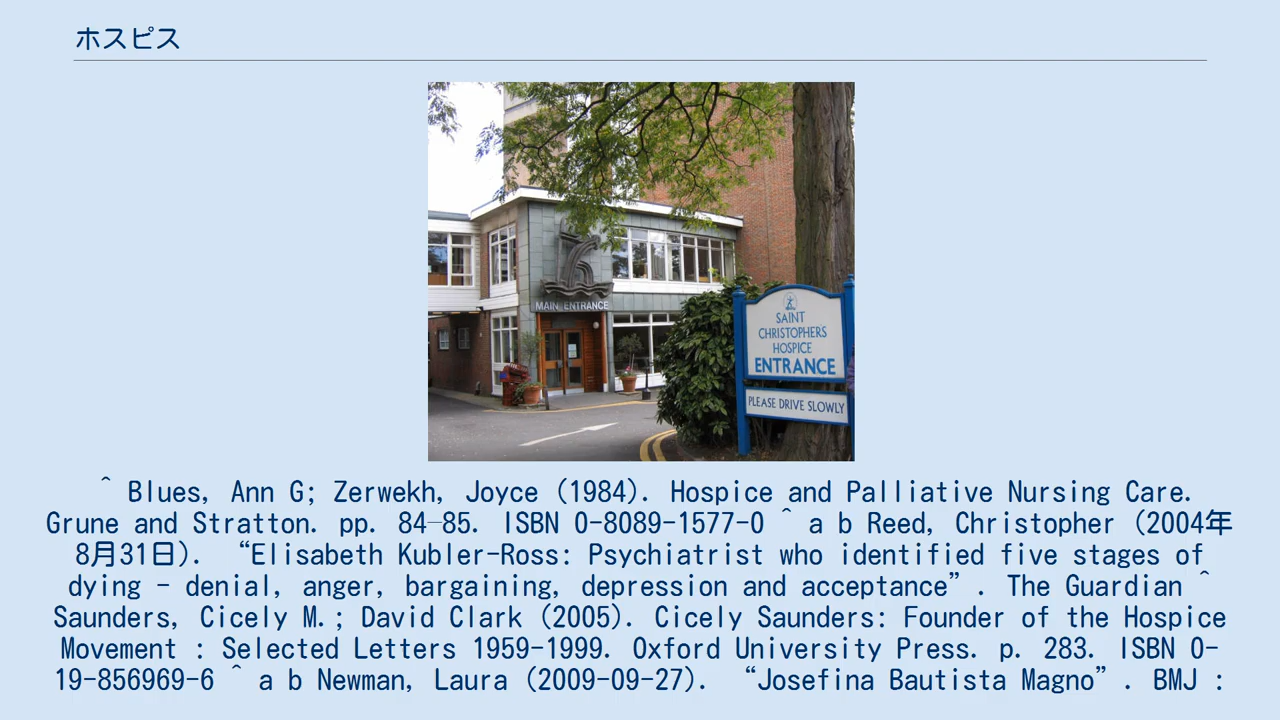 ホスピス
MAIN ENTRANCE
SAINT
CHRISTOPHERS
HOSPICE
ENTRANCE
PLEASE DRIVE SLOWLY
^ Blues, Ann G; Zerwekh, Joyce (1984). Hospice and Palliative Nursing Care.
Grune and Stratton. pp. 84–85. ISBN 0-8089-1577-0 ^ a b Reed, Christopher (2004年
8月31日). “Elisabeth Kubler-Ross: Psychiatrist who identified five stages of
dying - denial, anger, bargaining, depression and acceptance”. The Guardian ^
Saunders, Cicely M.; David Clark (2005). Cicely Saunders: Founder of the Hospice
Movement : Selected Letters 1959-1999. Oxford University Press. p. 283. ISBN 0-
19-856969-6 ^ a b Newman, Laura (2009-09-27). “Josefina Bautista Magno”. BMJ :